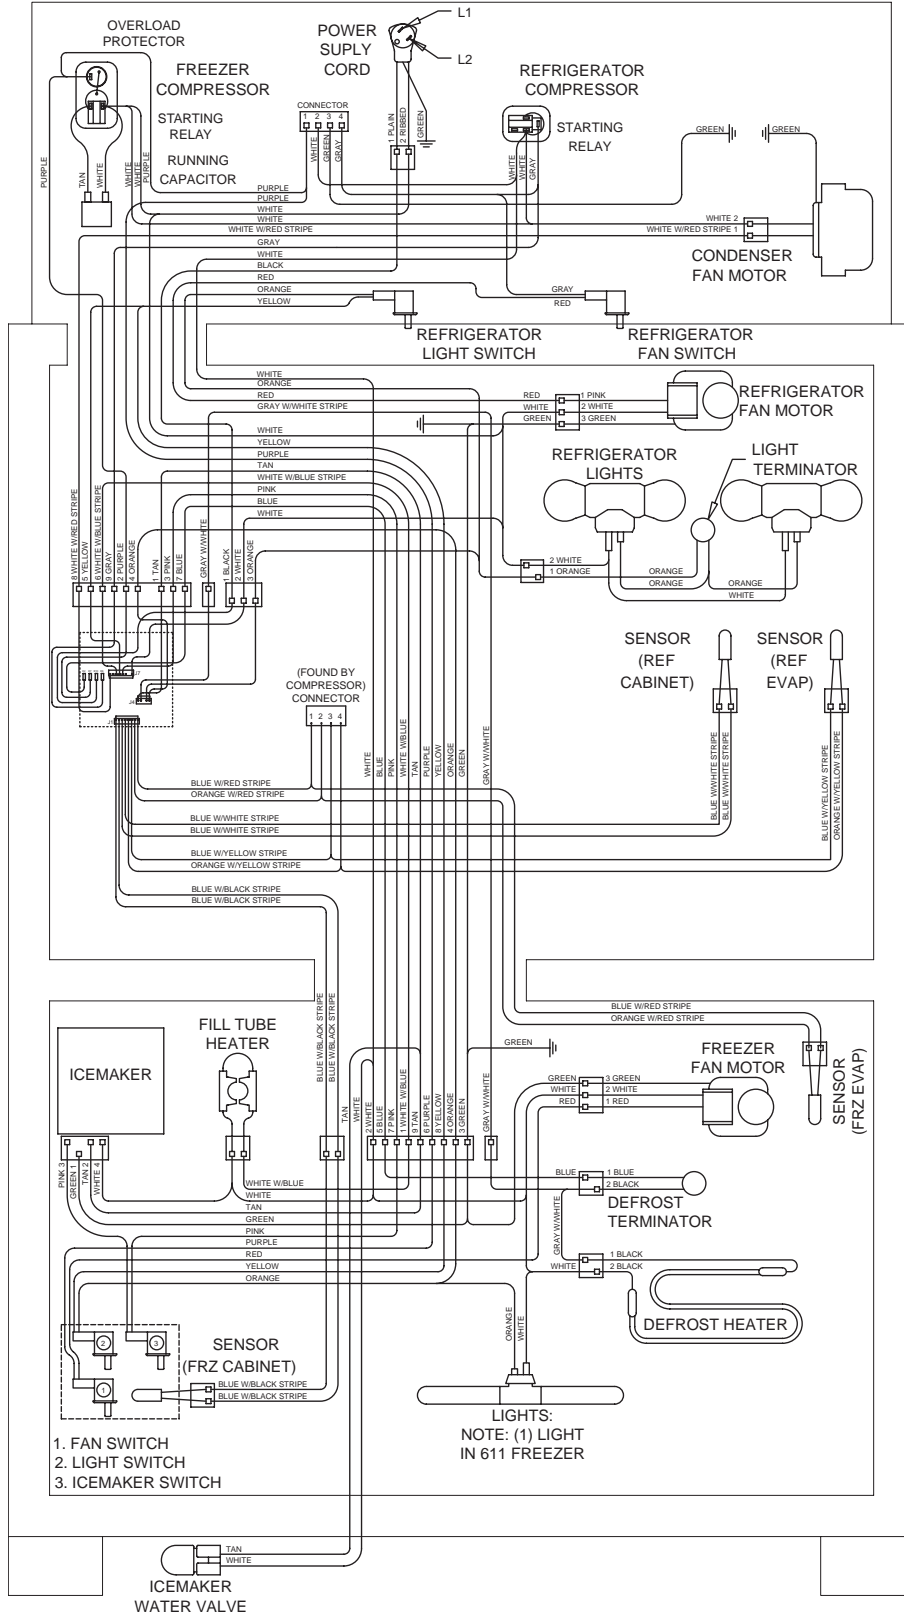 OVERLOAD
PROTECTOR
FREEZER
COMPRESSOR
STARTING
RELAY
RUNNING
CAPACITOR
POWER
SUPLY
CORD
L1
L2
CONNECTOR
1 2 3 4
WHITE
GREEN
GRAY
1 PLAIN
2 RIBBED
GREEN
REFRIGERATOR
COMPRESSOR
STARTING
RELAY
WHITE
WHITE
GRAY
GREEN
GREEN
PURPLE
TAN
WHITE
WHITE
WHITE
PURPLE
PURPLE
PURPLE
WHITE
WHITE
WHITE W/RED STRIPE
GRAY
WHITE
BLACK
RED
ORANGE
YELLOW
WHITE 2
WHITE W/RED STRIPE 1
CONDENSER
FAN MOTOR
GRAY
RED
REFRIGERATOR
LIGHT SWITCH
REFRIGERATOR
FAN SWITCH
WHITE
ORANGE
RED
GRAY W/WHITE STRIPE
WHITE
YELLOW
PURPLE
TAN
WHITE W/BLUE STRIPE
PINK
BLUE
WHITE
RED
WHITE
GREEN
1 PINK
2 WHITE
3 GREEN
REFRIGERATOR
FAN MOTOR
REFRIGERATOR
LIGHTS
LIGHT
TERMINATOR
2 WHITE
1 ORANGE
ORANGE
ORANGE
ORANGE
WHITE
8 WHITE W/RED STRIPE
5 YELLOW
6 WHITE W/BLUE STRIPE
9 GRAY
2 PURPLE
4 ORANGE
1 TAN
3 PINK
7 BLUE
GRAY W/WHITE
1 BLACK
2 WHITE
3 ORANGE
J7
J4
J1
(FOUND BY
COMPRESSOR)
CONNECTOR
1 2 3 4
SENSOR
(REF
CABINET)
SENSOR
(REF
EVAP)
WHITE
BLUE
PINK
WHITE W/BLUE
TAN
PURPLE
YELLOW
ORANGE
GREEN
GRAY W/WHITE
BLUE W/WHITE STRIPE
BLUE W/WHITE STRIPE
BLUE W/YELLOW STRIPE
ORANGE W/YELLOW STRIPE
BLUE W/RED STRIPE
ORANGE W/RED STRIPE
BLUE W/WHITE STRIPE
BLUE W/WHITE STRIPE
BLUE W/YELLOW STRIPE
ORANGE W/YELLOW STRIPE
BLUE W/BLACK STRIPE
BLUE W/BLACK STRIPE
BLUE W/RED STRIPE
ORANGE W/RED STRIPE
ICEMAKER
FILL TUBE
HEATER
BLUE W/BLACK STRIPE
BLUE W/BLACK STRIPE
TAN
WHITE
2 WHITE
5 BLUE
7 PINK
1 WHITE W/BLUE
9 TAN
6 PURPLE
8 YELLOW
4 ORANGE
3 GREEN
GRAY W/WHITE
GREEN
GREEN
WHITE
RED
3 GREEN
2 WHITE
1 RED
FREEZER
FAN MOTOR
SENSOR
(FRZ EVAP)
PINK 3
GREEN 1
TAN 2
WHITE 4
WHITE W/BLUE
WHITE
TAN
GREEN
PINK
PURPLE
RED
YELLOW
ORANGE
BLUE
1 BLUE
2 BLACK
DEFROST
TERMINATOR
GRAY W/WHITE
WHITE
1 BLACK
2 BLACK
DEFROST HEATER
ORANGE
WHITE
2
3
1
SENSOR
(FRZ CABINET)
BLUE W/BLACK STRIPE
BLUE W/BLACK STRIPE
LIGHTS:
NOTE: (1) LIGHT
IN 611 FREEZER
1. FAN SWITCH
2. LIGHT SWITCH
3. ICEMAKER SWITCH
TAN
WHITE
ICEMAKER
WATER VALVE